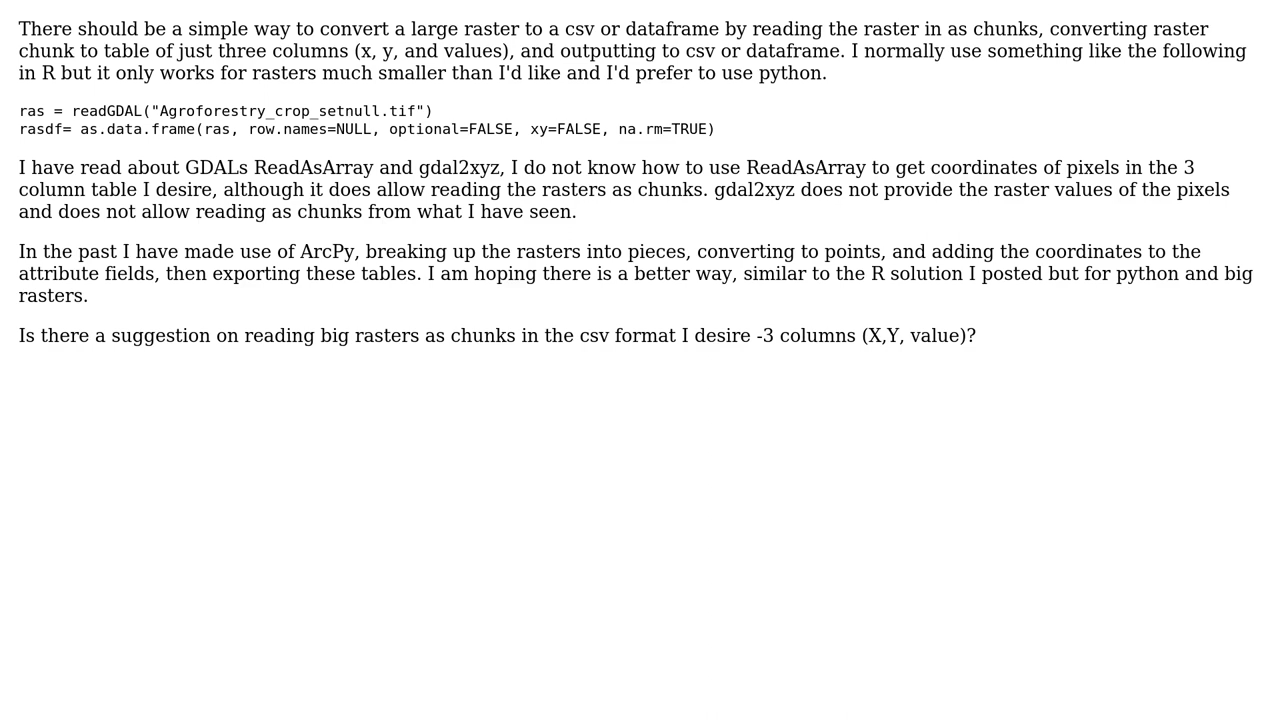 There should be a simple way to convert a large raster to a csv or dataframe by reading the raster in as chunks, converting raster
chunk to table of just three columns (x, y, and values), and outputting to csv or dataframe. I normally use something like the following
in R but it only works for rasters much smaller than I'd like and I'd prefer to use python.
ras = readGDAL("Agroforestry_crop_setnull.tif")
rasdf= as.data.frame(ras, row.names=NULL, optional=FALSE, xy=FALSE, na.rm=TRUE)
I have read about GDALs ReadAsArray and gdal2xyz, I do not know how to use ReadAsArray to get coordinates of pixels in the 3
column table I desire, although it does allow reading the rasters as chunks. gdal2xyz does not provide the raster values of the pixels
and does not allow reading as chunks from what I have seen.
In the past I have made use of ArcPy, breaking up the rasters into pieces, converting to points, and adding the coordinates to the
attribute fields, then exporting these tables. I am hoping there is a better way, similar to the R solution I posted but for python and big
rasters.
Is there a suggestion on reading big rasters as chunks in the csv format I desire -3 columns (X,Y, value)?